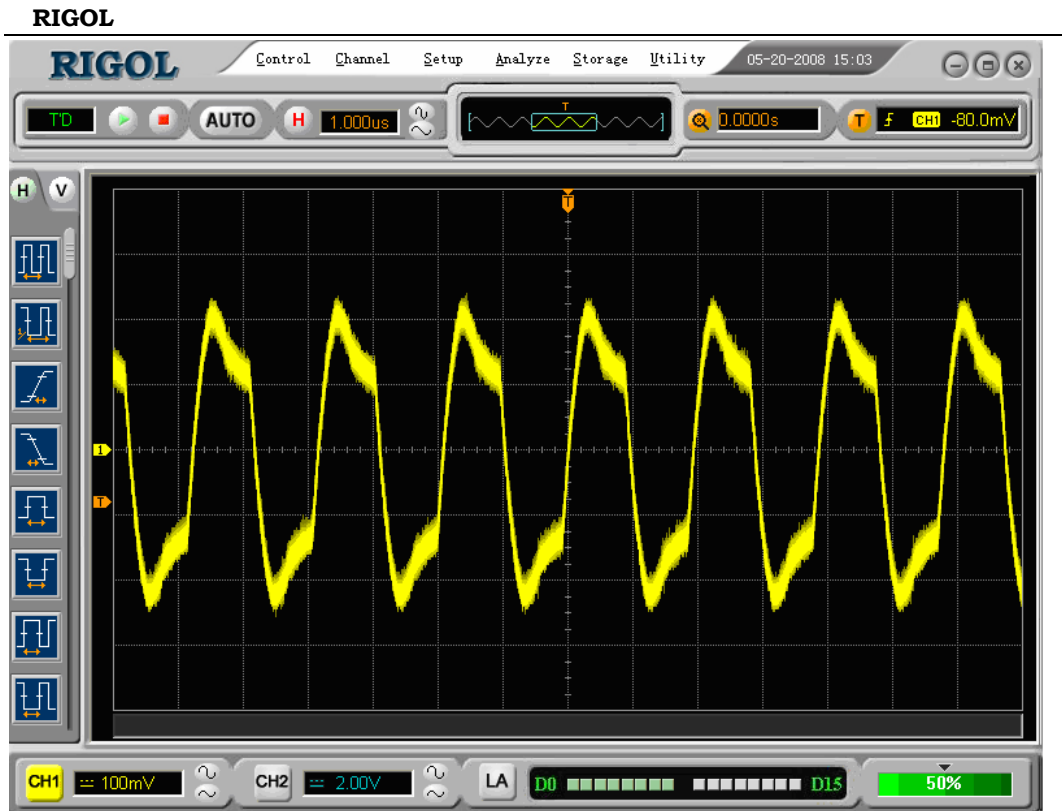 RIGOL
RIGOL Control Channel Setup Analyze Storage Utility 05-20-2008 15:03
T'D AUTO H 1.000us T 0.0000s T CH1 -80.0mV
H V
T
1
T
1/
CH1 100mV CH2 2.00V LA D0 D15 50%